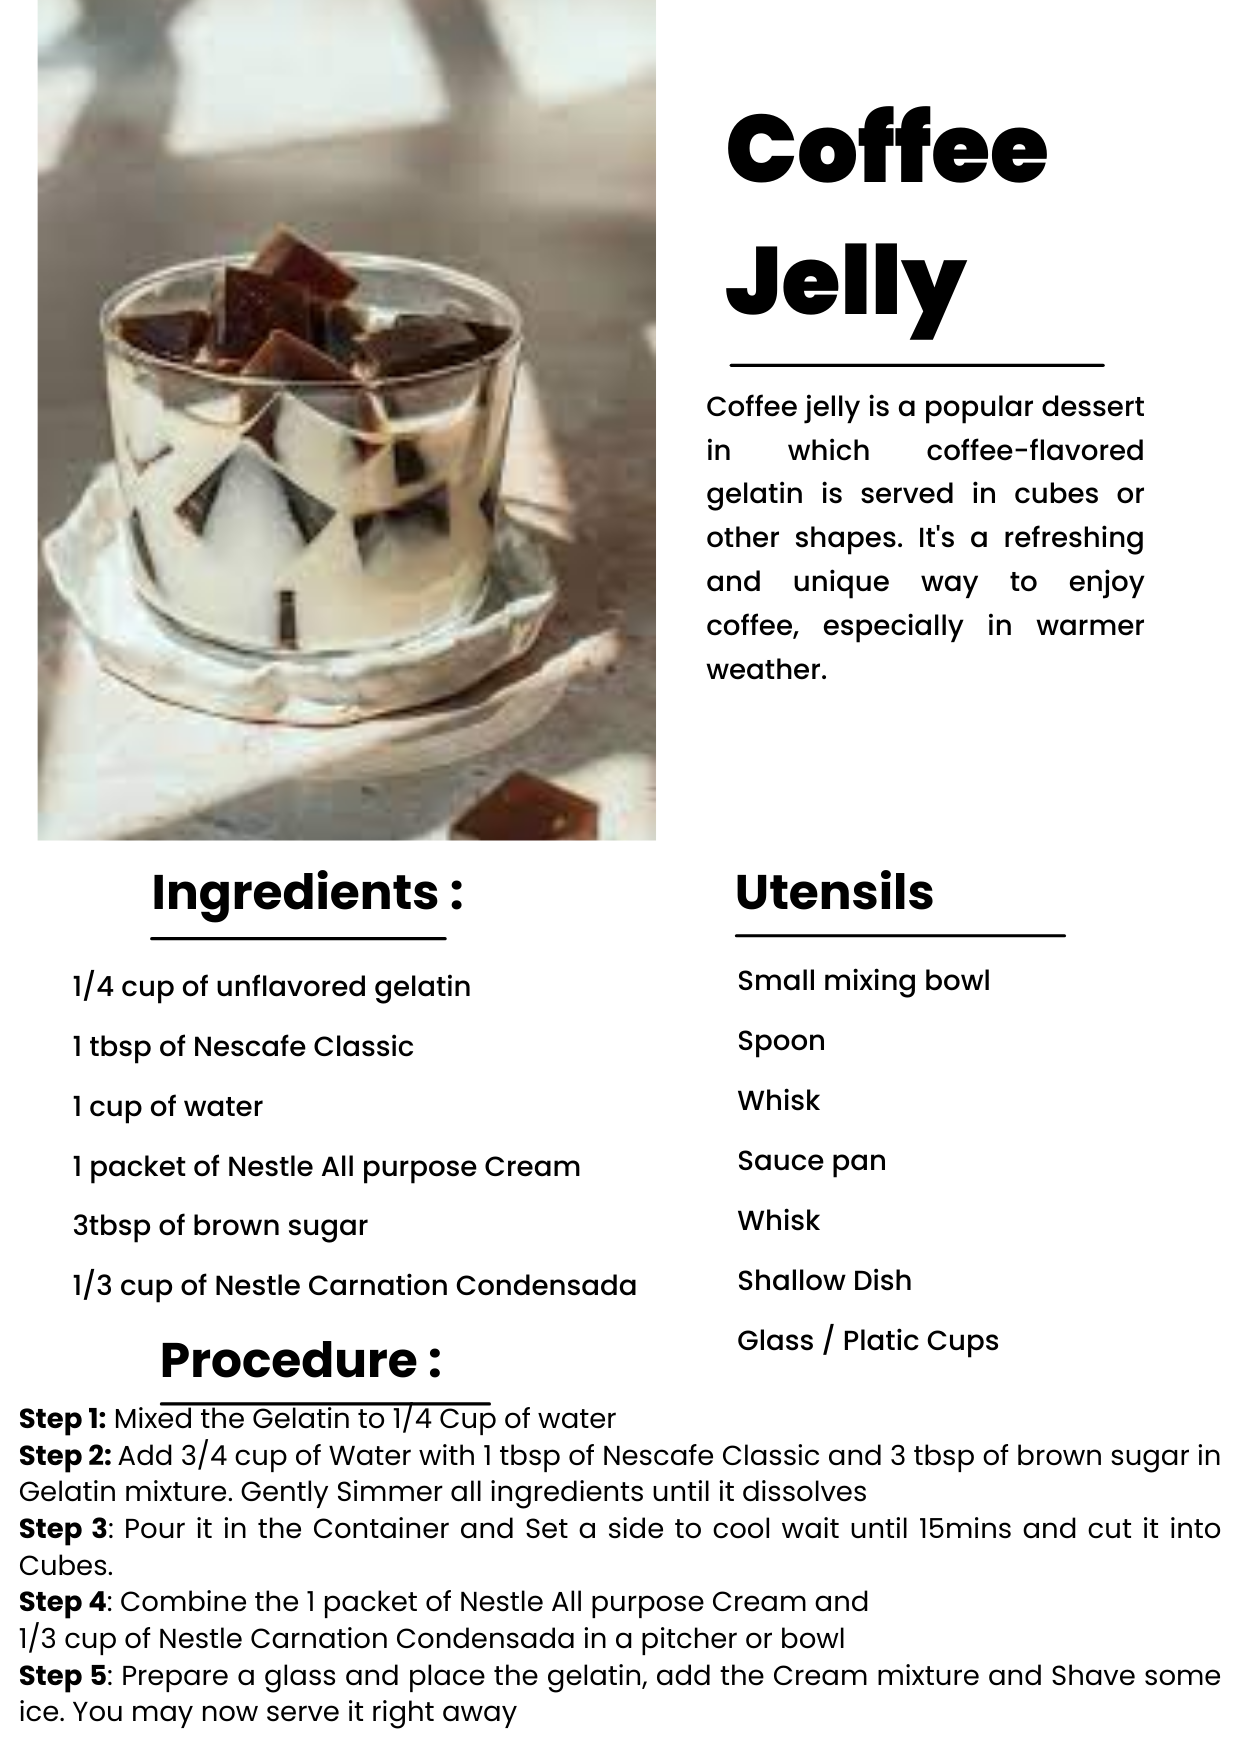 Coffee
Jelly
Coffee jelly is a popular dessert
in which coffee-flavored
gelatin is served in cubes or
other shapes. It's a refreshing
and unique way to enjoy
coffee, especially in warmer
weather.
Ingredients :
1/4 cup of unflavored gelatin
1 tbsp of Nescafe Classic
1 cup of water
1 packet of Nestle All purpose Cream
3tbsp of brown sugar
1/3 cup of Nestle Carnation Condensada
Utensils
Small mixing bowl
Spoon
Whisk
Sauce pan
Whisk
Shallow Dish
Glass / Platic Cups
Procedure :
Step 1: Mixed the Gelatin to 1/4 Cup of water
Step 2: Add 3/4 cup of Water with 1 tbsp of Nescafe Classic and 3 tbsp of brown sugar in
Gelatin mixture. Gently Simmer all ingredients until it dissolves
Step 3: Pour it in the Container and Set a side to cool wait until 15mins and cut it into
Cubes.
Step 4: Combine the 1 packet of Nestle All purpose Cream and
1/3 cup of Nestle Carnation Condensada in a pitcher or bowl
Step 5: Prepare a glass and place the gelatin, add the Cream mixture and Shave some
ice. You may now serve it right away